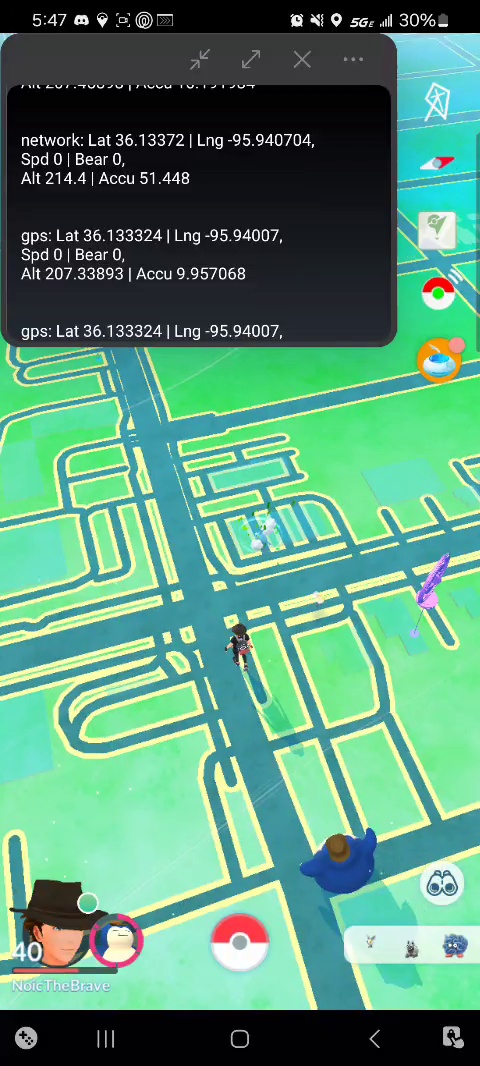 5:47
5GE
30%
Alt 207.40898 | Accu 10.191984
network: Lat 36.13372 | Lng -95.940704,
Spd 0 | Bear 0,
Alt 214.4 | Accu 51.448
gps: Lat 36.133324 | Lng -95.94007,
Spd 0 | Bear 0,
Alt 207.33893 | Accu 9.957068
gps: Lat 36.133324 | Lng -95.94007,
40
NoicTheBrave